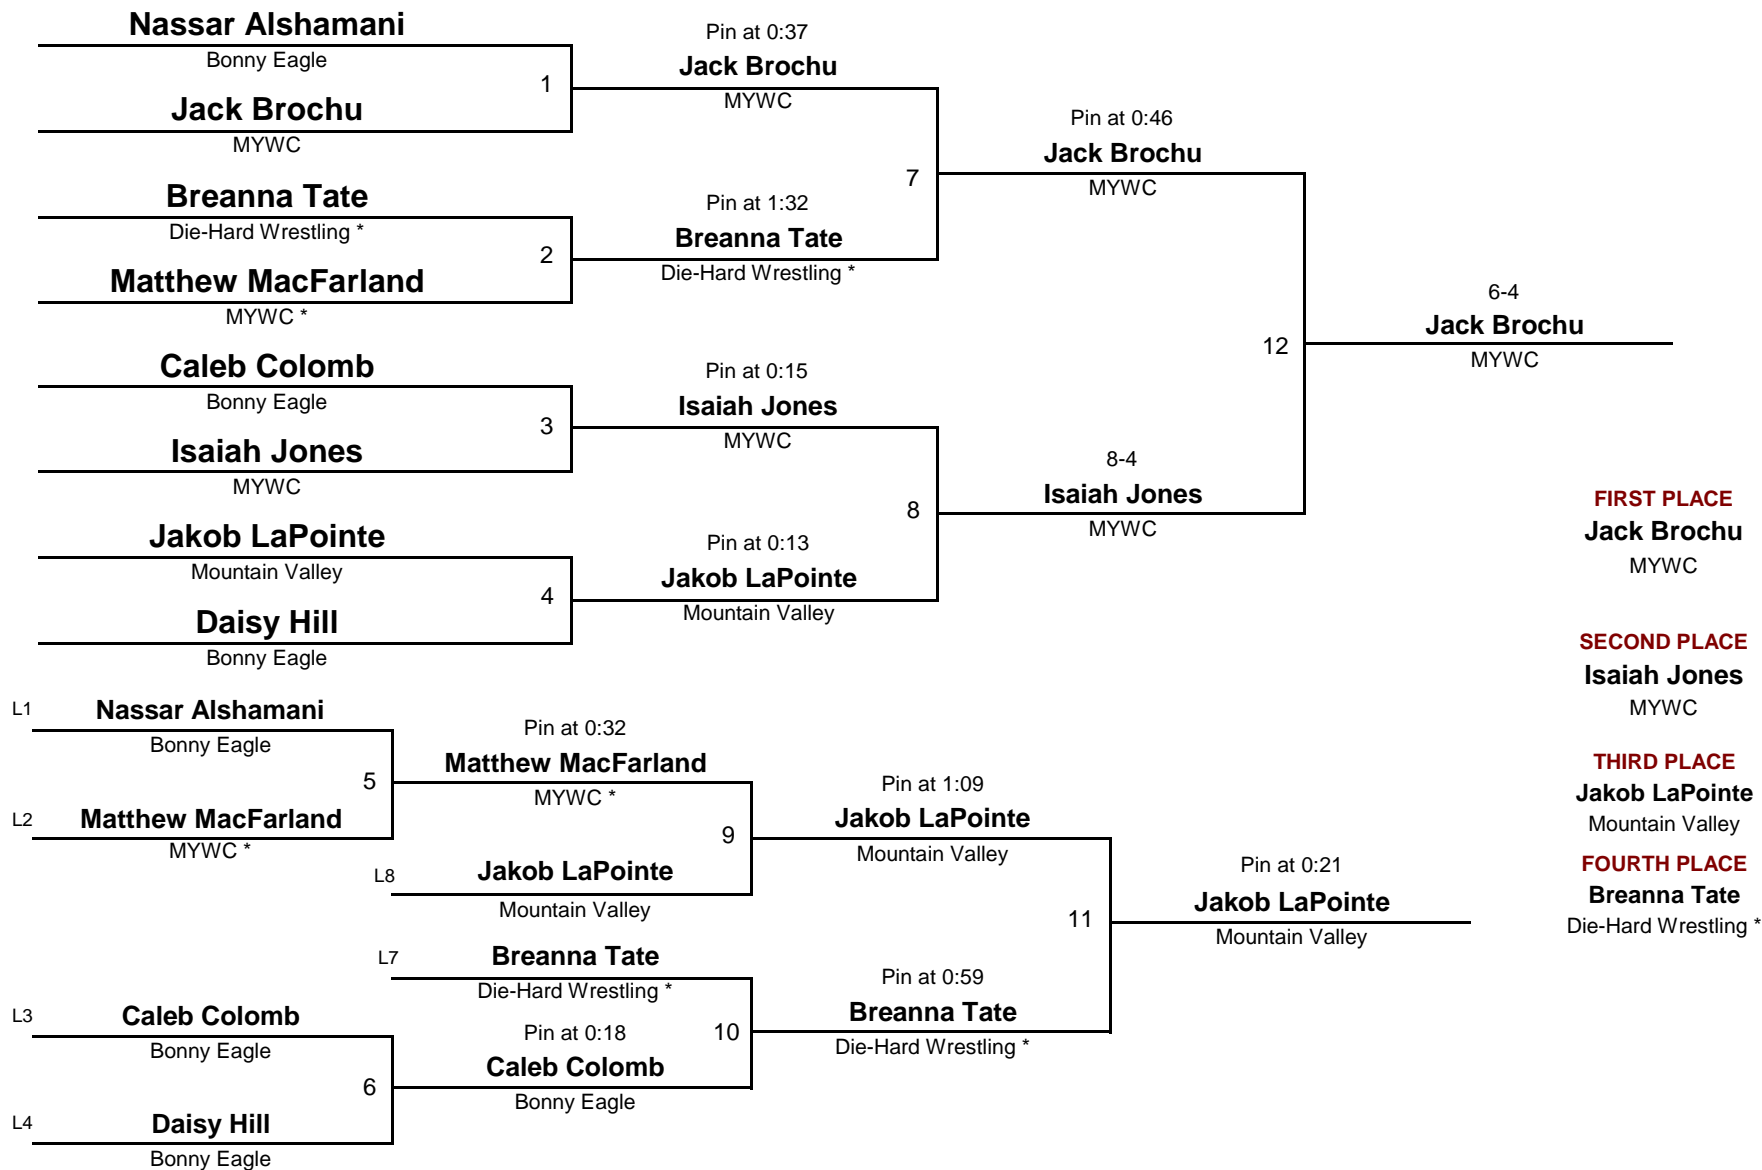 Nassar Alshamani
Bonny Eagle
1
Jack Brochu
MYWC
Breanna Tate
Die-Hard Wrestling *
2
Matthew MacFarland
MYWC *
Caleb Colomb
Bonny Eagle
3
Isaiah Jones
MYWC
Jakob LaPointe
Mountain Valley
4
Daisy Hill
Bonny Eagle
Pin at 0:37
Jack Brochu
MYWC
7
Pin at 1:32
Breanna Tate
Die-Hard Wrestling *
Pin at 0:15
Isaiah Jones
MYWC
8
Pin at 0:13
Jakob LaPointe
Mountain Valley
Pin at 0:46
Jack Brochu
MYWC
12
8-4
Isaiah Jones
MYWC
6-4
Jack Brochu
MYWC
L1
Nassar Alshamani
Bonny Eagle
5
L2
Matthew MacFarland
MYWC *
L3
Caleb Colomb
Bonny Eagle
6
L4
Daisy Hill
Bonny Eagle
Pin at 0:32
Matthew MacFarland
MYWC *
9
L8
Jakob LaPointe
Mountain Valley
L7
Breanna Tate
Die-Hard Wrestling *
10
Pin at 0:18
Caleb Colomb
Bonny Eagle
Pin at 1:09
Jakob LaPointe
Mountain Valley
11
Pin at 0:59
Breanna Tate
Die-Hard Wrestling *
Pin at 0:21
Jakob LaPointe
Mountain Valley
FIRST PLACE
Jack Brochu
MYWC
SECOND PLACE
Isaiah Jones
MYWC
THIRD PLACE
Jakob LaPointe
Mountain Valley
FOURTH PLACE
Breanna Tate
Die-Hard Wrestling *